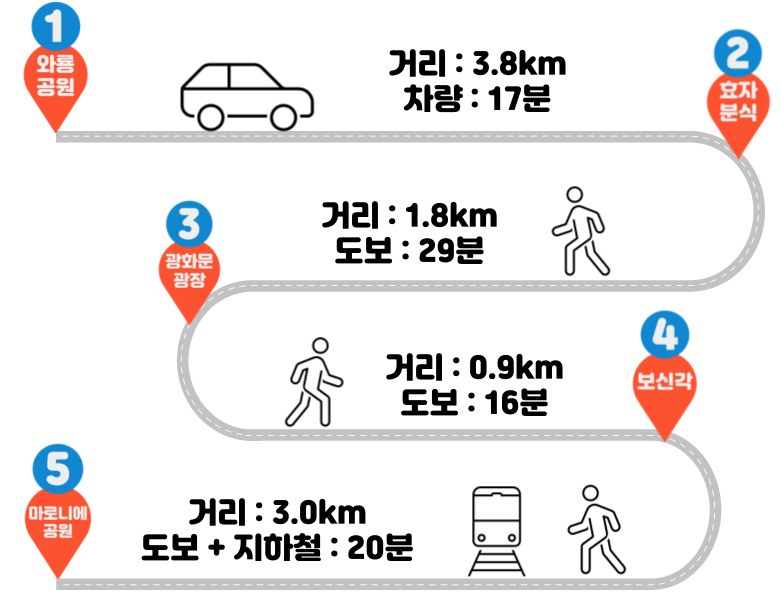 1
와룡
공원
거리 : 3.8km
차량 : 17분
2
효자
분식
거리 : 1.8km
도보 : 29분
3
광화문
광장
거리 : 0.9km
도보 : 16분
4
보신각
거리 : 3.0km
도보 + 지하철 : 20분
5
마로니에
공원